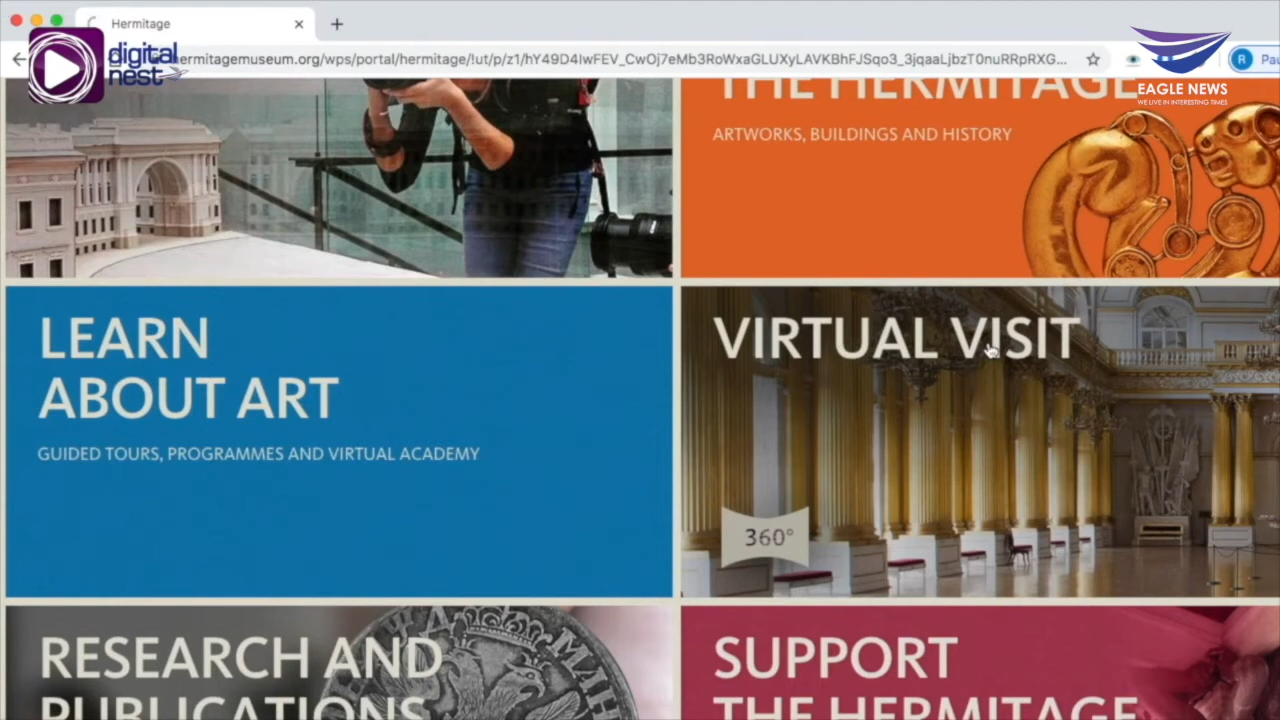 Hermitage
digital
nest
hermitagemuseum.org/wps/portal/hermitage/!ut/p/z1/hY49D4IwFEV_CwOj7eMb3RoWxaGLUXyLAVKBhFJSqo3_3jqaaLjbzT0nuRRpRXG...
R
EAGLE NEWS
WE LIVE IN INTERESTING TIMES
THE HERMITAGE
ARTWORKS, BUILDINGS AND HISTORY
LEARN
ABOUT ART
GUIDED TOURS, PROGRAMMES AND VIRTUAL ACADEMY
VIRTUAL VISIT
360°
RESEARCH AND
PUBLICATIONS
SUPPORT
THE HERMITAGE